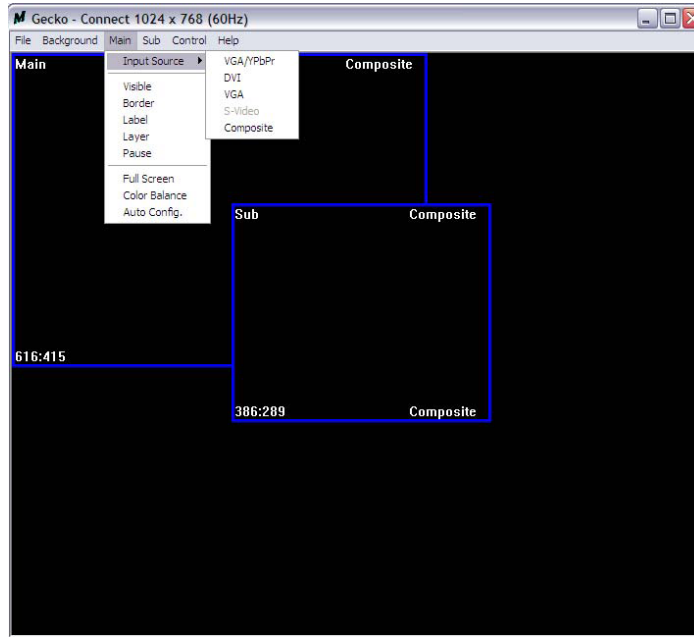 Gecko - Connect 1024 x 768 (60Hz)
File Background Main Sub Control Help
Main
Composite
Input Source
Visible
Border
Label
Layer
Pause
Full Screen
Color Balance
Auto Config.
VGA/YPbPr
DVI
VGA
S-Video
Composite
Sub Composite
616:415
386:289 Composite